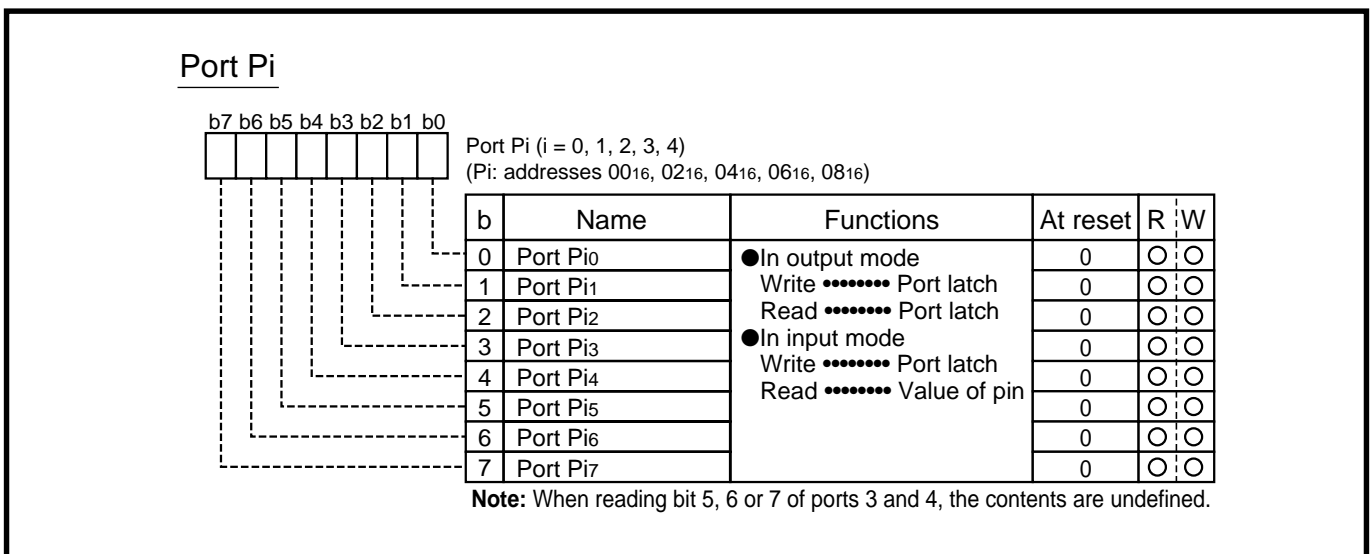 Port Pi
b7 b6 b5 b4 b3 b2 b1 b0
Port Pi (i = 0, 1, 2, 3, 4)
(Pi: addresses 0016, 0216, 0416, 0616, 0816)
b Name Functions At reset R W
0 Port Pi0 ●In output mode 0 ○ ○
1 Port Pi1 Write •••••••• Port latch 0 ○ ○
2 Port Pi2 Read •••••••• Port latch 0 ○ ○
3 Port Pi3 ●In input mode 0 ○ ○
4 Port Pi4 Write •••••••• Port latch 0 ○ ○
5 Port Pi5 Read •••••••• Value of pin 0 ○ ○
6 Port Pi6 0 ○ ○
7 Port Pi7 0 ○ ○
Note: When reading bit 5, 6 or 7 of ports 3 and 4, the contents are undefined.